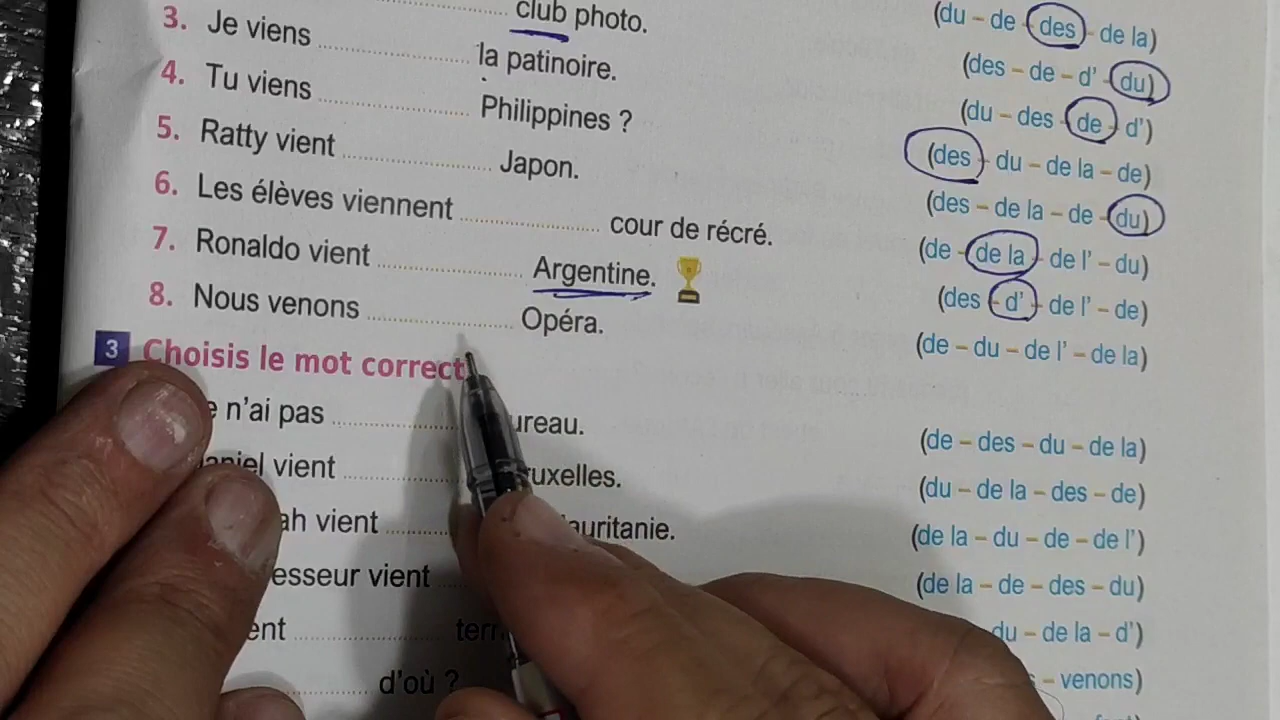 club photo. (du – de – des – de la)
3. Je viens ............ la patinoire. (des – de – d' – du)
4. Tu viens ............ Philippines ? (du – des – de – d')
5. Ratty vient ............ Japon. (des – du – de la – de)
6. Les élèves viennent ............ cour de récré. (des – de la – de – du)
7. Ronaldo vient ............ Argentine. (de – de la – de l' – du)
8. Nous venons ............ Opéra. (des – d' – de l' – de)
(de – du – de l' – de la)
3 Choisis le mot correct
e n'ai pas ............ ureau. (de – des – du – de la)
aniel vient ............ uxelles. (du – de la – des – de)
ah vient ............ auritanie. (de la – du – de – de l')
esseur vient (de la – de – des – du)
ent ............ terr du – de la – d')
............ d'où ? – venons)